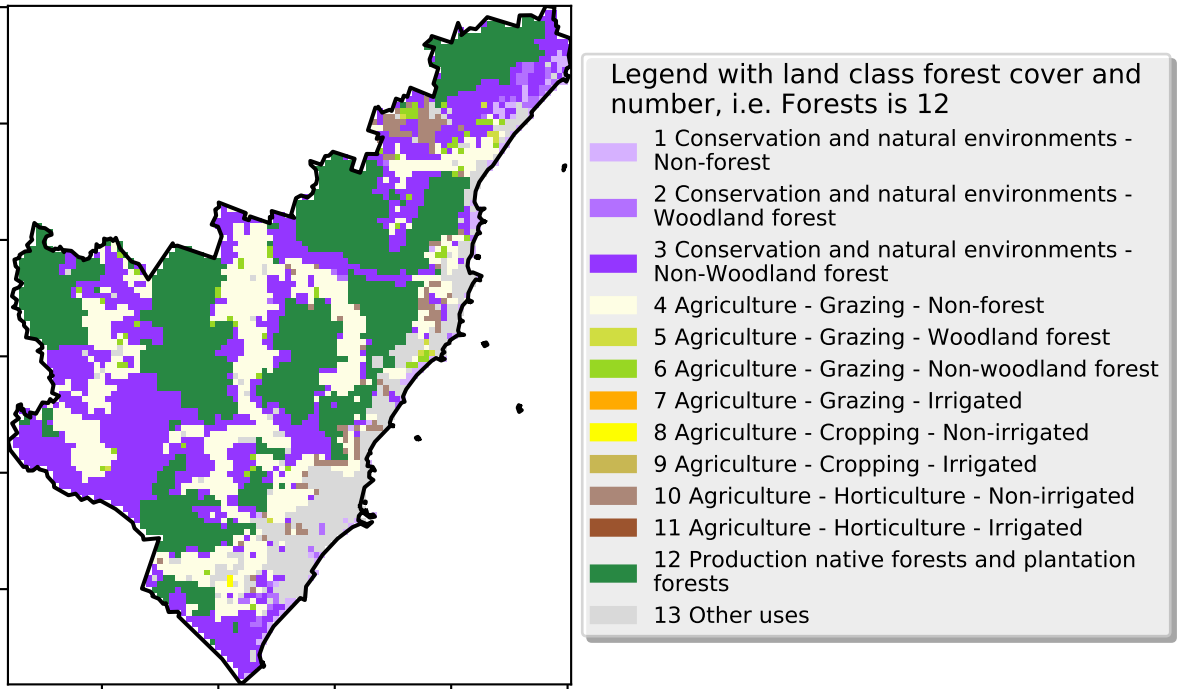 Legend with land class forest cover and
number, i.e. Forests is 12
1 Conservation and natural environments -
Non-forest
2 Conservation and natural environments -
Woodland forest
3 Conservation and natural environments -
Non-Woodland forest
4 Agriculture - Grazing - Non-forest
5 Agriculture - Grazing - Woodland forest
6 Agriculture - Grazing - Non-woodland forest
7 Agriculture - Grazing - Irrigated
8 Agriculture - Cropping - Non-irrigated
9 Agriculture - Cropping - Irrigated
10 Agriculture - Horticulture - Non-irrigated
11 Agriculture - Horticulture - Irrigated
12 Production native forests and plantation
forests
13 Other uses